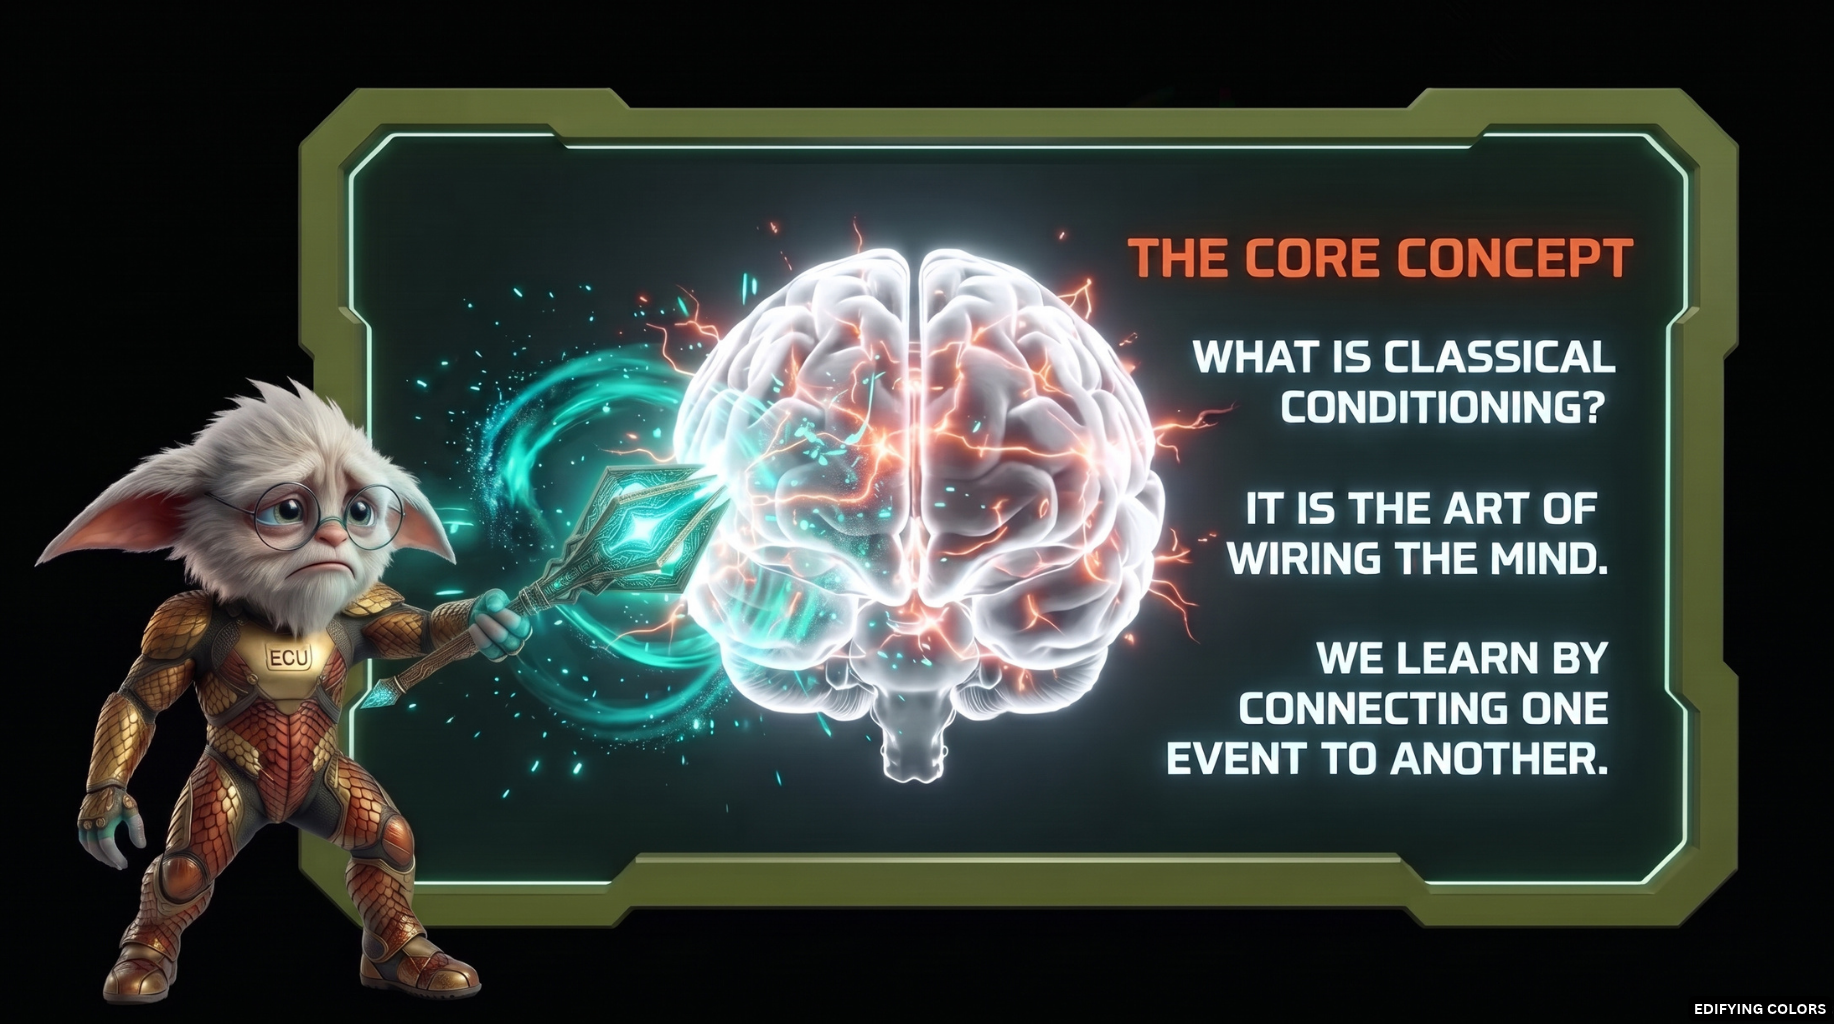 THE CORE CONCEPT
WHAT IS CLASSICAL
CONDITIONING?
IT IS THE ART OF
WIRING THE MIND.
WE LEARN BY
CONNECTING ONE
EVENT TO ANOTHER.
ECU
EDIFYING COLORS